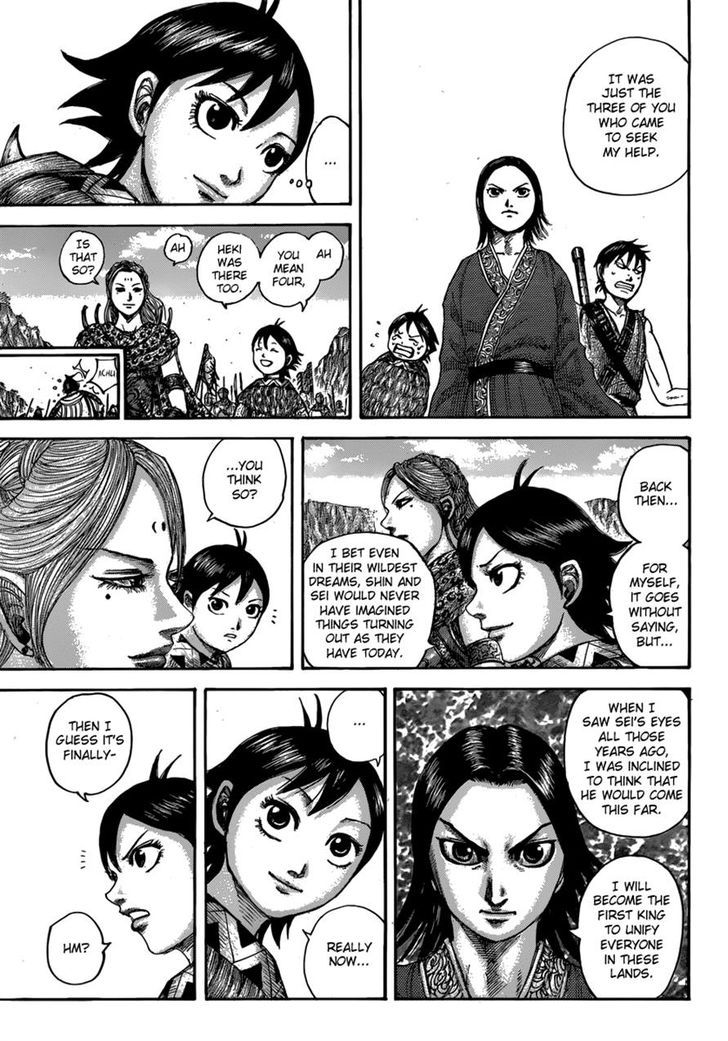 IT WAS
JUST THE
THREE OF YOU
WHO CAME
TO SEEK
MY HELP.
...
AH
YOU
MEAN
FOUR,
HEKI
WAS
THERE
TOO.
AH
IS
THAT
SO?
BACK
THEN...
FOR
MYSELF,
IT GOES
WITHOUT
SAYING,
BUT...
I BET EVEN
IN THEIR WILDEST
DREAMS, SHIN AND
SEI WOULD NEVER
HAVE IMAGINED
THINGS TURNING
OUT AS THEY
HAVE TODAY.
...YOU
THINK
SO?
WHEN I
SAW SEI'S EYES
ALL THOSE
YEARS AGO,
I WAS INCLINED
TO THINK THAT
HE WOULD COME
THIS FAR.
I WILL
BECOME THE
FIRST KING
TO UNIFY
EVERYONE
IN THESE
LANDS.
...
REALLY
NOW...
THEN I
GUESS IT'S
FINALLY-
HM?